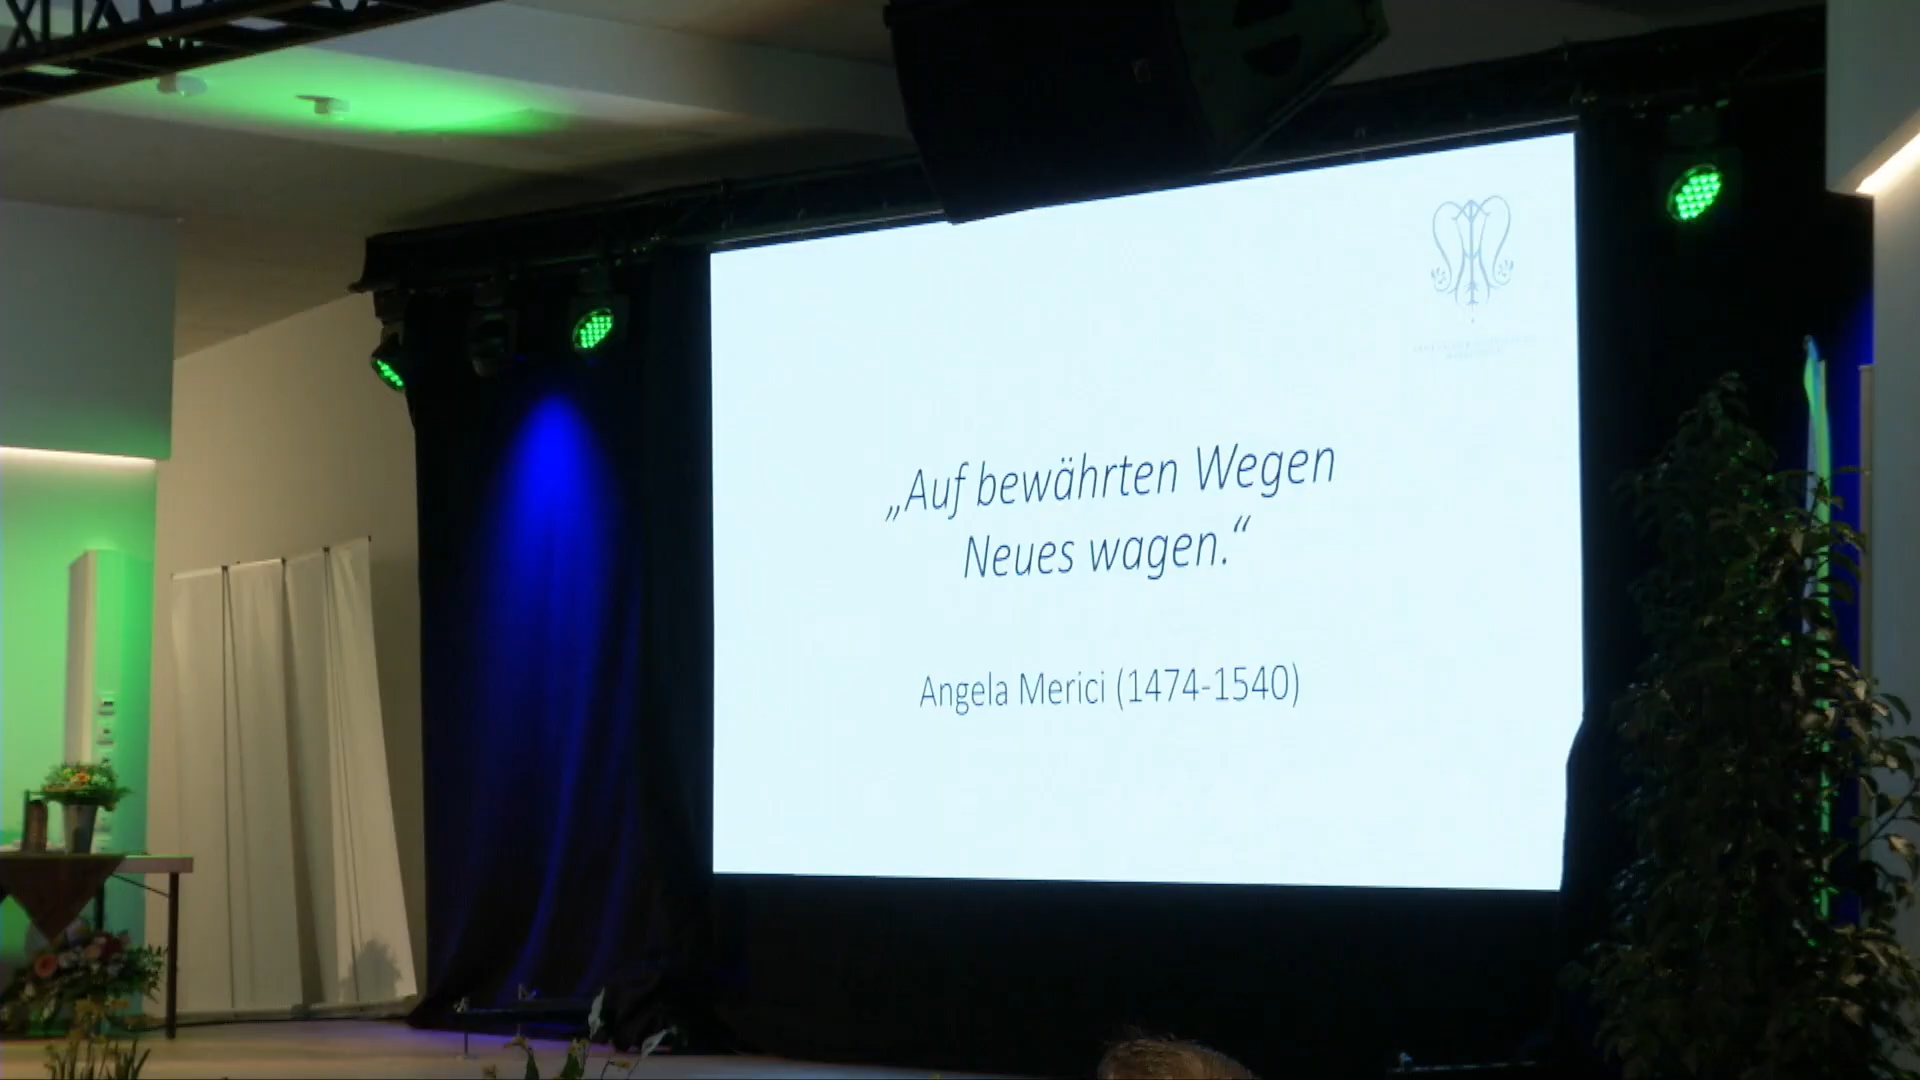 „Auf bewährten Wegen
Neues wagen.“
Angela Merici (1474-1540)